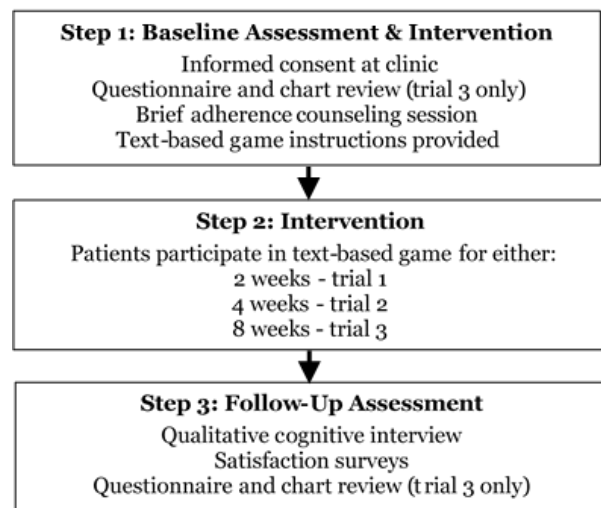 Step 1: Baseline Assessment & Intervention
Informed consent at clinic
Questionnaire and chart review (trial 3 only)
Brief adherence counseling session
Text-based game instructions provided
Step 2: Intervention
Patients participate in text-based game for either:
2 weeks - trial 1
4 weeks - trial 2
8 weeks - trial 3
Step 3: Follow-Up Assessment
Qualitative cognitive interview
Satisfaction surveys
Questionnaire and chart review (trial 3 only)